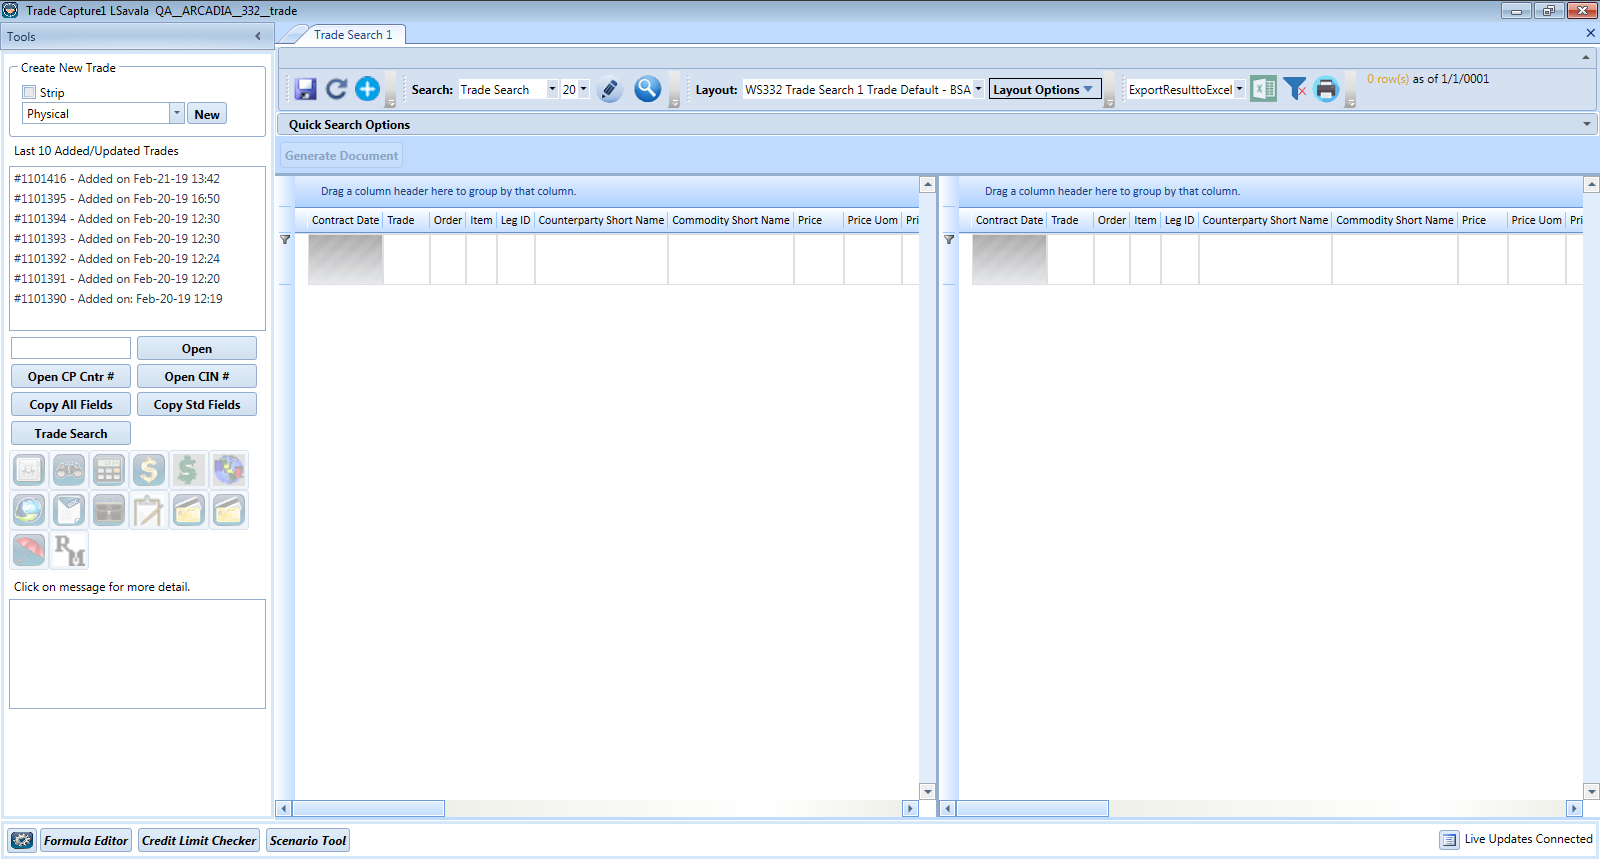 Trade Capture1 LSavala QA__ARCADIA__332__trade
Tools
Trade Search 1
Create New Trade
Strip
Physical
New
Search:
Trade Search
20
Layout:
WS332 Trade Search 1 Trade Default - BSA
Layout Options
ExportResulttoExcel
0 row(s) as of 1/1/0001
Quick Search Options
Generate Document
Last 10 Added/Updated Trades
#1101416 - Added on Feb-21-19 13:42
#1101395 - Added on Feb-20-19 16:50
#1101394 - Added on Feb-20-19 12:30
#1101393 - Added on Feb-20-19 12:30
#1101392 - Added on Feb-20-19 12:24
#1101391 - Added on Feb-20-19 12:20
#1101390 - Added on: Feb-20-19 12:19
Open
Open CP Cntr #
Open CIN #
Copy All Fields
Copy Std Fields
Trade Search
RM
Click on message for more detail.
Drag a column header here to group by that column.
Contract Date Trade Order Item Leg ID Counterparty Short Name Commodity Short Name Price Price Uom Pri
Drag a column header here to group by that column.
Contract Date Trade Order Item Leg ID Counterparty Short Name Commodity Short Name Price Price Uom Pri
Formula Editor
Credit Limit Checker
Scenario Tool
Live Updates Connected